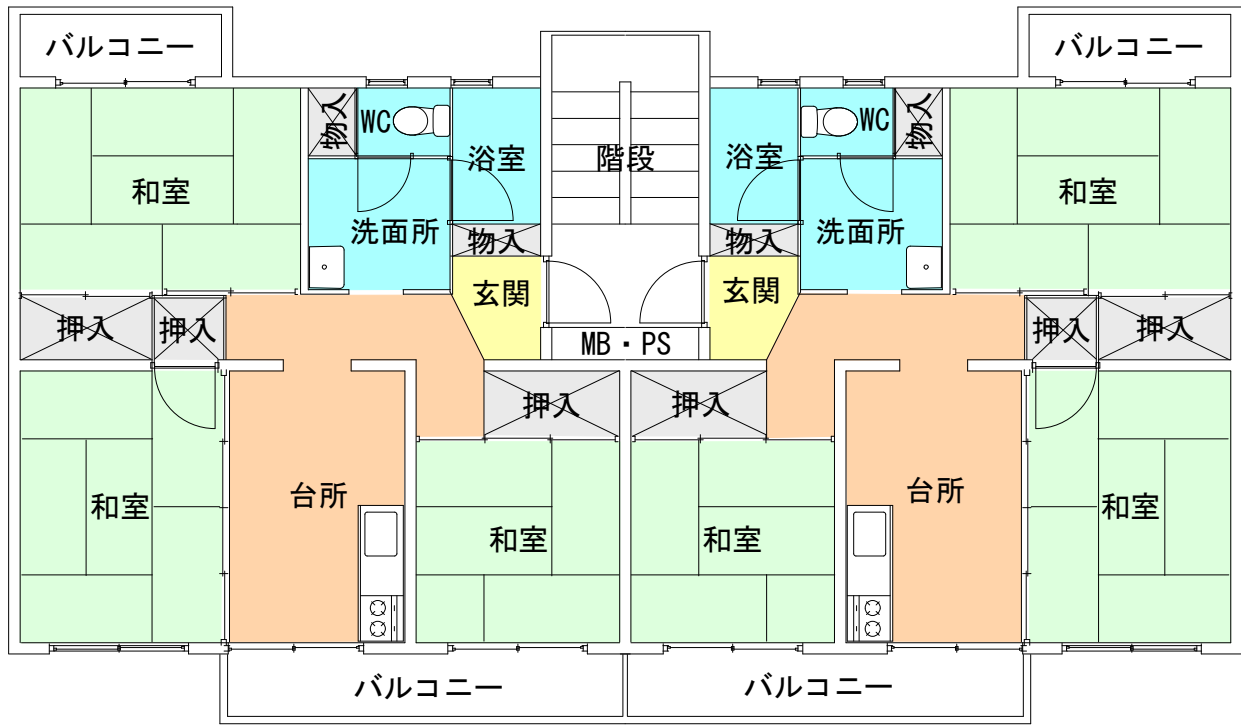 バルコニー
バルコニー
物入
WC
浴室
階段
浴室
WC
物入
和室
洗面所
物入
物入
洗面所
和室
玄関
玄関
押入
押入
MB・PS
押入
押入
押入
押入
和室
台所
和室
和室
台所
和室
バルコニー
バルコニー